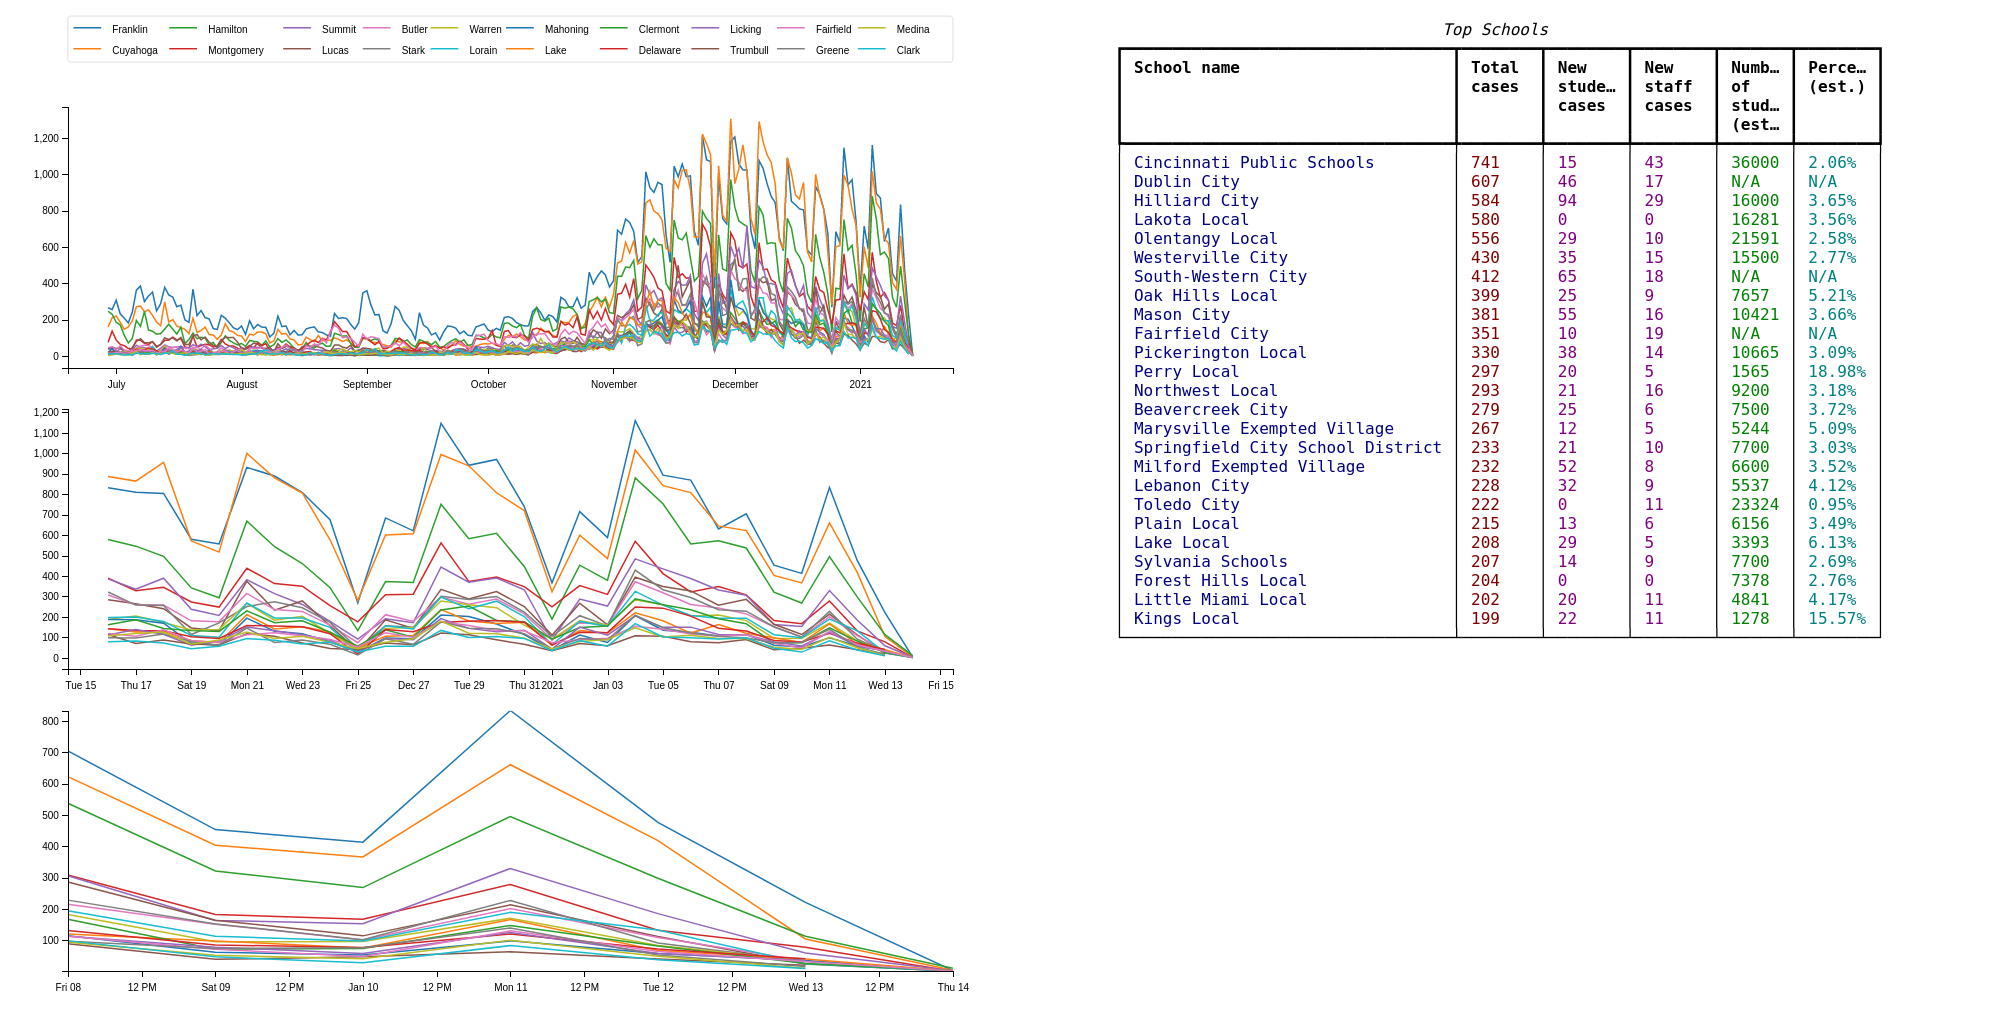 Franklin Hamilton Summit Butler Warren Mahoning Clermont Licking Fairfield Medina
Cuyahoga Montgomery Lucas Stark Lorain Lake Delaware Trumbull Greene Clark
1,200
1,000
800
600
400
200
0
July August September October November December 2021
1,200
1,100
1,000
900
800
700
600
500
400
300
200
100
0
Tue 15 Thu 17 Sat 19 Mon 21 Wed 23 Fri 25 Dec 27 Tue 29 Thu 31 2021 Jan 03 Tue 05 Thu 07 Sat 09 Mon 11 Wed 13 Fri 15
800
700
600
500
400
300
200
100
Fri 08 12 PM Sat 09 12 PM Jan 10 12 PM Mon 11 12 PM Tue 12 12 PM Wed 13 12 PM Thu 14
Top Schools
School name Total New New Numb… Perce…
cases stude… staff of (est.)
cases cases stud…
(est…
Cincinnati Public Schools 741 15 43 36000 2.06%
Dublin City 607 46 17 N/A N/A
Hilliard City 584 94 29 16000 3.65%
Lakota Local 580 0 0 16281 3.56%
Olentangy Local 556 29 10 21591 2.58%
Westerville City 430 35 15 15500 2.77%
South-Western City 412 65 18 N/A N/A
Oak Hills Local 399 25 9 7657 5.21%
Mason City 381 55 16 10421 3.66%
Fairfield City 351 10 19 N/A N/A
Pickerington Local 330 38 14 10665 3.09%
Perry Local 297 20 5 1565 18.98%
Northwest Local 293 21 16 9200 3.18%
Beavercreek City 279 25 6 7500 3.72%
Marysville Exempted Village 267 12 5 5244 5.09%
Springfield City School District 233 21 10 7700 3.03%
Milford Exempted Village 232 52 8 6600 3.52%
Lebanon City 228 32 9 5537 4.12%
Toledo City 222 0 11 23324 0.95%
Plain Local 215 13 6 6156 3.49%
Lake Local 208 29 5 3393 6.13%
Sylvania Schools 207 14 9 7700 2.69%
Forest Hills Local 204 0 0 7378 2.76%
Little Miami Local 202 20 11 4841 4.17%
Kings Local 199 22 11 1278 15.57%